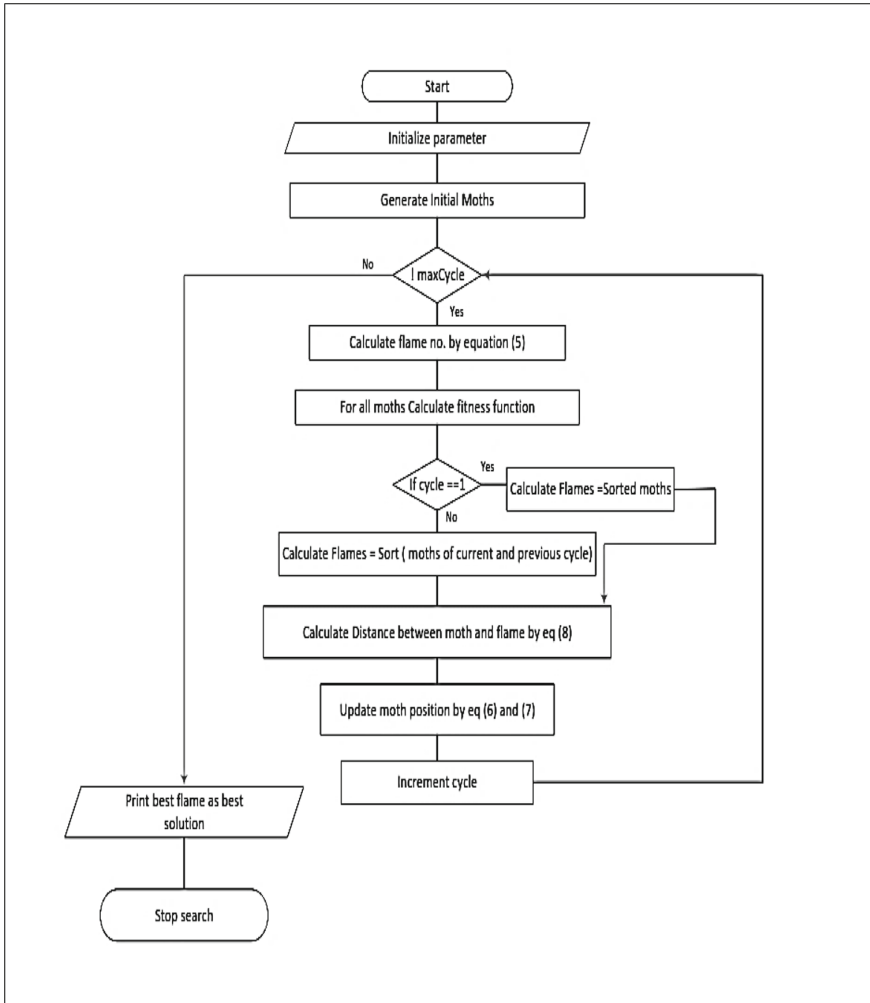 Start
Initialize parameter
Generate Initial Moths
! maxCycle
No
Yes
Calculate flame no. by equation (5)
For all moths Calculate fitness function
If cycle ==1
Yes
Calculate Flames =Sorted moths
No
Calculate Flames = Sort ( moths of current and previous cycle)
Calculate Distance between moth and flame by eq (8)
Update moth position by eq (6) and (7)
Increment cycle
Print best flame as best
solution
Stop search